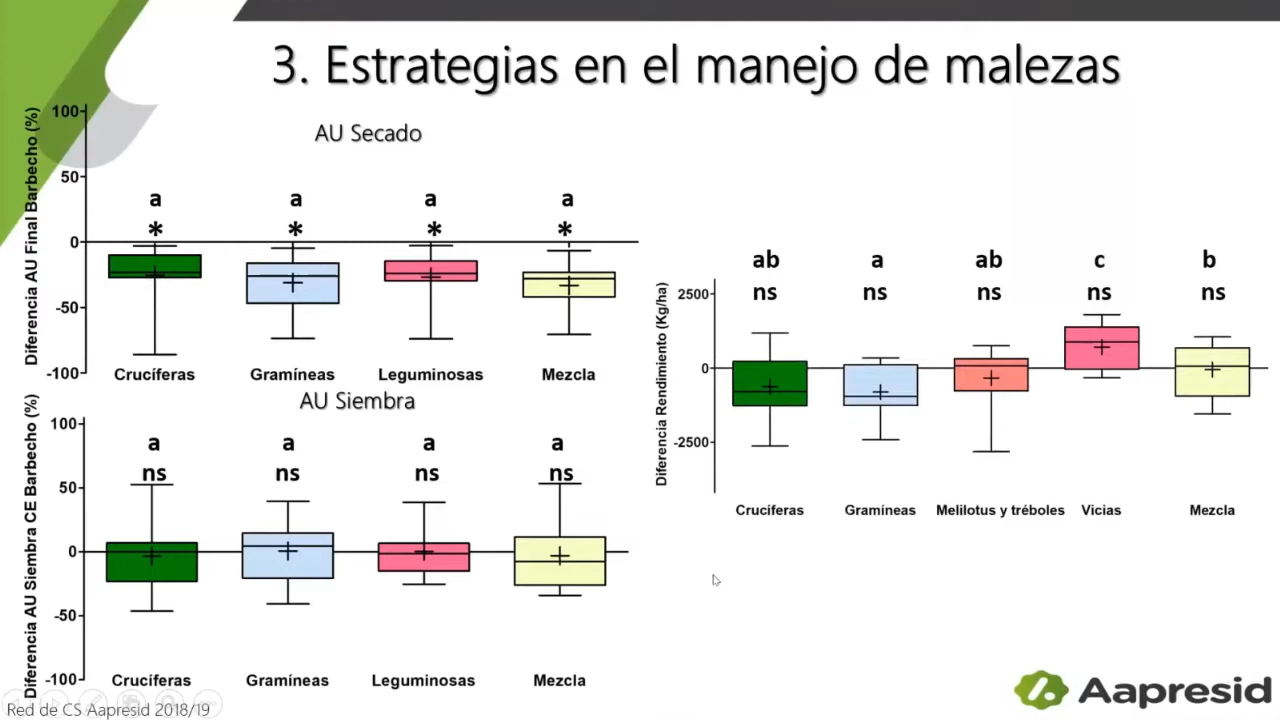 3. Estrategias en el manejo de malezas
AU Secado
Diferencia AU Final Barbecho (%)
100
50
0
-50
-100
a a a a
* * * *
Crucíferas Gramíneas Leguminosas Mezcla
AU Siembra
Diferencia AU Siembra CE Barbecho (%)
100
50
0
-50
-100
a a a a
ns ns ns ns
Crucíferas Gramíneas Leguminosas Mezcla
Diferencia Rendimiento (Kg/ha)
2500
0
-2500
ab a ab c b
ns ns ns ns ns
Crucíferas Gramíneas Melilotus y tréboles Vicias Mezcla
Red de CS Aapresid 2018/19
Aapresid